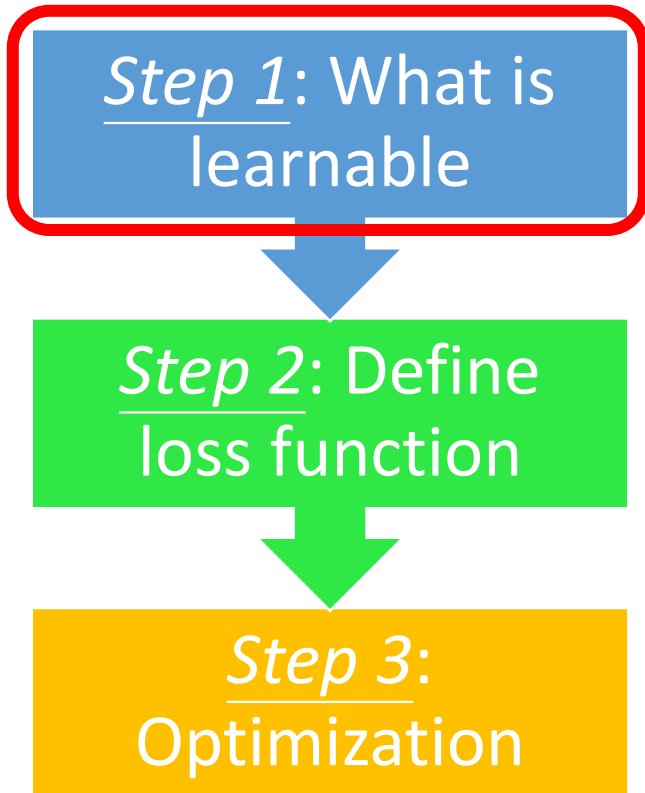 Step 1: What is
learnable
Step 2: Define
loss function
Step 3:
Optimization